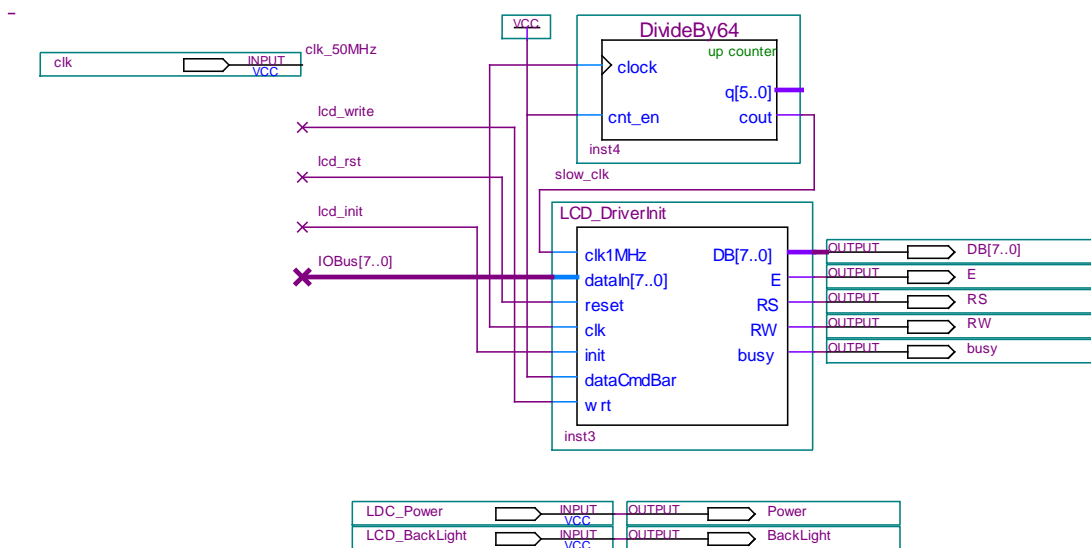 VCC
DivideBy64
up counter
clock
q[5..0]
cnt_en
cout
inst4
clk_50MHz
clk
INPUT
VCC
lcd_write
lcd_rst
lcd_init
IOBus[7..0]
slow_clk
LCD_DriverInit
clk1MHz
DB[7..0]
dataIn[7..0]
E
reset
RS
clk
RW
init
busy
dataCmdBar
wrt
inst3
OUTPUT
DB[7..0]
OUTPUT
E
OUTPUT
RS
OUTPUT
RW
OUTPUT
busy
LDC_Power
INPUT
VCC
OUTPUT
Power
LCD_BackLight
INPUT
VCC
OUTPUT
BackLight